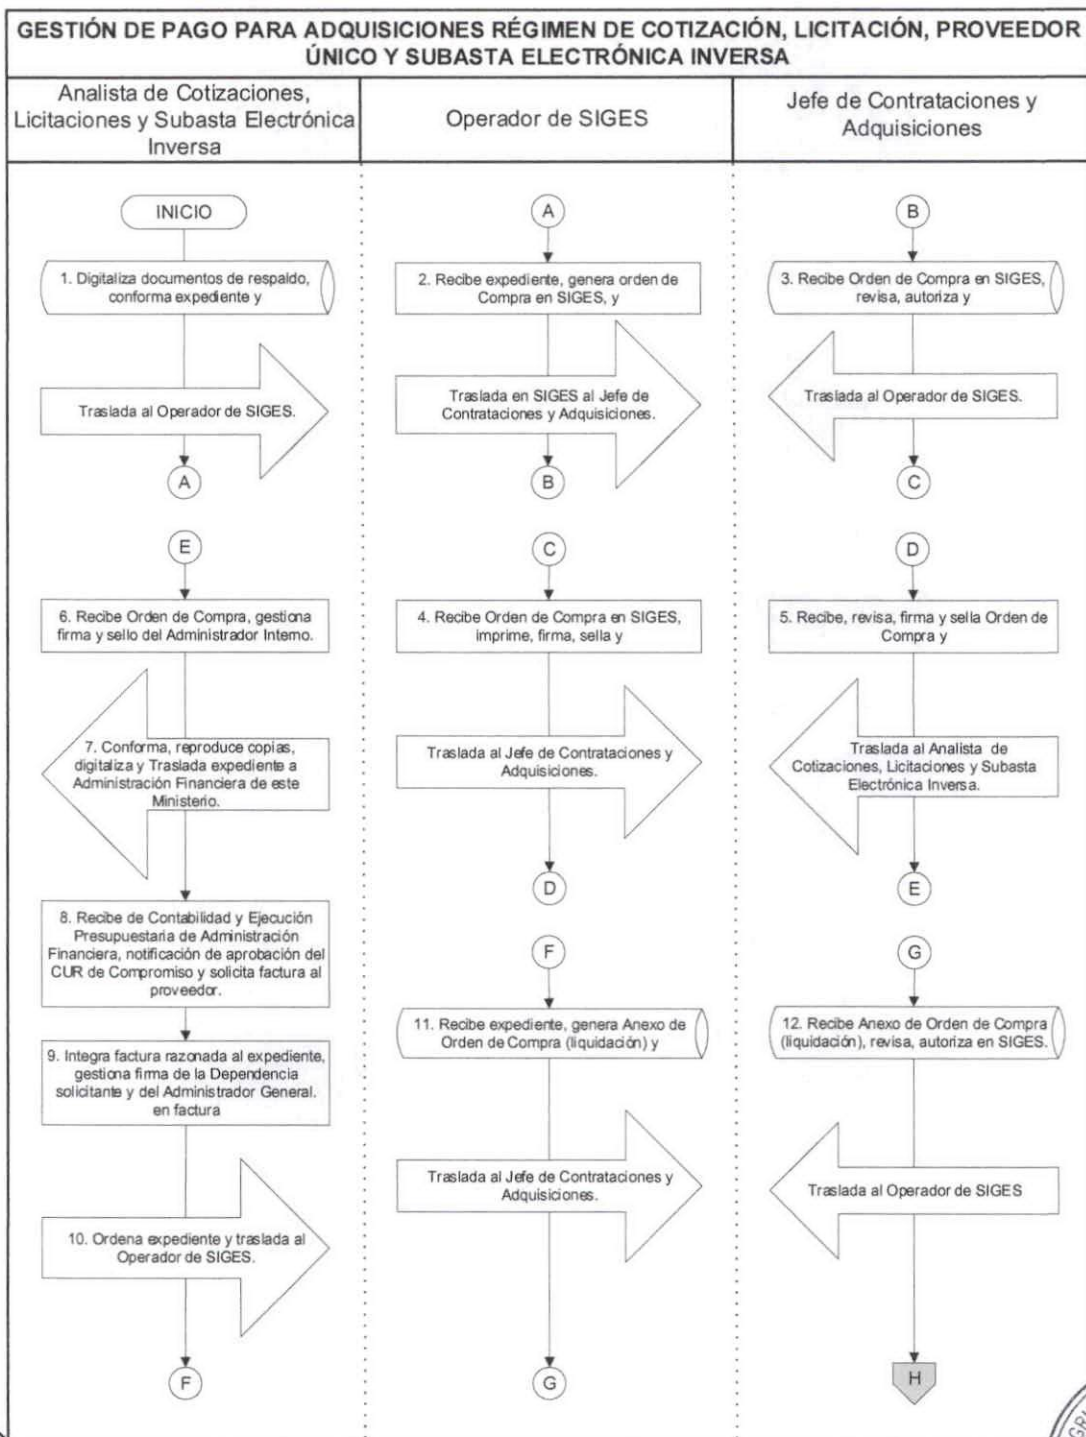 GESTIÓN DE PAGO PARA ADQUISICIONES RÉGIMEN DE COTIZACIÓN, LICITACIÓN, PROVEEDOR
ÚNICO Y SUBASTA ELECTRÓNICA INVERSA
Analista de Cotizaciones,
Licitaciones y Subasta Electrónica
Inversa
Operador de SIGES
Jefe de Contrataciones y
Adquisiciones
INICIO
1. Digitaliza documentos de respaldo,
conforma expediente y
Traslada al Operador de SIGES.
A
A
2. Recibe expediente, genera orden de
Compra en SIGES, y
Traslada en SIGES al Jefe de
Contrataciones y Adquisiciones.
B
B
3. Recibe Orden de Compra en SIGES,
revisa, autoriza y
Traslada al Operador de SIGES.
C
C
4. Recibe Orden de Compra en SIGES,
imprime, firma, sella y
Traslada al Jefe de Contrataciones y
Adquisiciones.
D
D
5. Recibe, revisa, firma y sella Orden de
Compra y
Traslada al Analista de
Cotizaciones, Licitaciones y Subasta
Electrónica Inversa.
E
E
6. Recibe Orden de Compra, gestiona
firma y sello del Administrador Interno.
7. Conforma, reproduce copias,
digitaliza y Traslada expediente a
Administración Financiera de este
Ministerio.
8. Recibe de Contabilidad y Ejecución
Presupuestaria de Administración
Financiera, notificación de aprobación del
CUR de Compromiso y solicita factura al
proveedor.
9. Integra factura razonada al expediente,
gestiona firma de la Dependencia
solicitante y del Administrador General.
en factura
10. Ordena expediente y traslada al
Operador de SIGES.
F
F
11. Recibe expediente, genera Anexo de
Orden de Compra (liquidación) y
Traslada al Jefe de Contrataciones y
Adquisiciones.
G
G
12. Recibe Anexo de Orden de Compra
(liquidación), revisa, autoriza en SIGES.
Traslada al Operador de SIGES
H